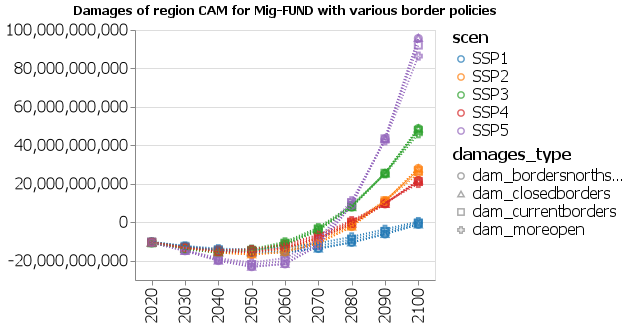 Damages of region CAM for Mig-FUND with various border policies
100,000,000,000
80,000,000,000
60,000,000,000
40,000,000,000
20,000,000,000
0
-20,000,000,000
2020 2030 2040 2050 2060 2070 2080 2090 2100
scen
SSP1
SSP2
SSP3
SSP4
SSP5
damages_type
dam_bordersnorths...
dam_closedborders
dam_currentborders
dam_moreopen